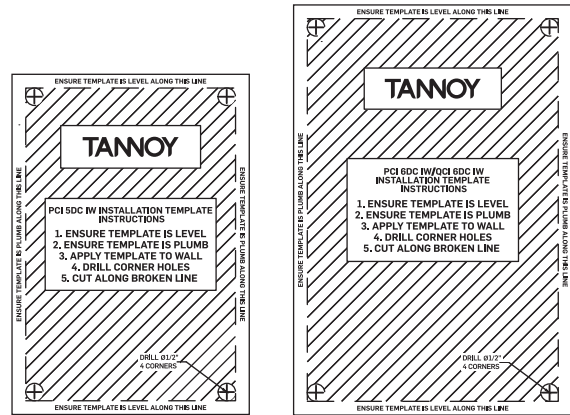 ENSURE TEMPLATE IS LEVEL ALONG THIS LINE
ENSURE TEMPLATE IS PLUMB ALONG THIS LINE
TANNOY
PCI 5DC IW INSTALLATION TEMPLATE
INSTRUCTIONS
1. ENSURE TEMPLATE IS LEVEL
2. ENSURE TEMPLATE IS PLUMB
3. APPLY TEMPLATE TO WALL
4. DRILL CORNER HOLES
5. CUT ALONG BROKEN LINE
ENSURE TEMPLATE IS PLUMB ALONG THIS LINE
DRILL Ø1/2"
4 CORNERS
ENSURE TEMPLATE IS LEVEL ALONG THIS LINE
ENSURE TEMPLATE IS LEVEL ALONG THIS LINE
ENSURE TEMPLATE IS PLUMB ALONG THIS LINE
TANNOY
PCI 6DC IW/QCI 6DC IW
INSTALLATION TEMPLATE
INSTRUCTIONS
1. ENSURE TEMPLATE IS LEVEL
2. ENSURE TEMPLATE IS PLUMB
3. APPLY TEMPLATE TO WALL
4. DRILL CORNER HOLES
5. CUT ALONG BROKEN LINE
ENSURE TEMPLATE IS PLUMB ALONG THIS LINE
DRILL Ø1/2"
4 CORNERS
ENSURE TEMPLATE IS LEVEL ALONG THIS LINE